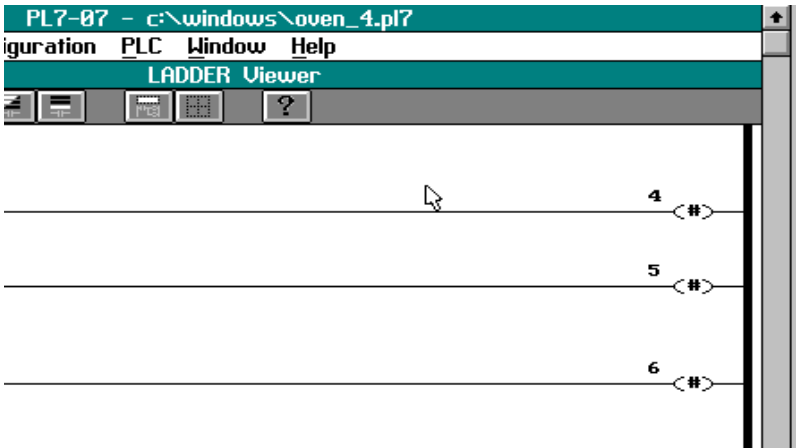 PL7-07 - c:\windows\oven_4.pl7
iguration PLC Window Help
LADDER Viewer
?
4
(#)
5
(#)
6
(#)